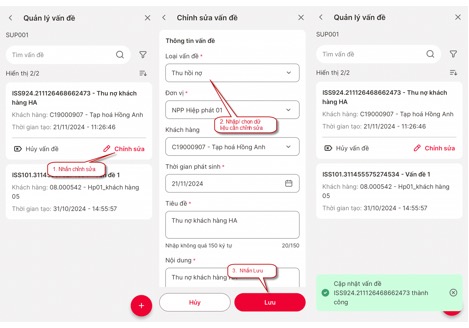 Quản lý vấn đề
SUP001
Tìm vấn đề
Hiển thị 2/2
ISS924.211126468662473 - Thu nợ khách
hàng HA
Khách hàng: C19000907 - Tạp hoá Hồng Anh
Thời gian tạo: 21/11/2024 - 11:26:46
Hủy vấn đề
Chỉnh sửa
1. Nhấn chỉnh sửa
ISS101.3114
vấn đề 1
Khách hàng: 08.000542 - Hp01_khách hàng
05
Thời gian tạo: 31/10/2024 - 14:55:57
Chỉnh sửa vấn đề
Thông tin vấn đề
Loại vấn đề *
Thu hồi nợ
Đơn vị *
NPP Hiệp phát 01
2. Nhập/ chọn dữ
liệu cần chỉnh sửa
Khách hàng
C19000907 - Tạp hoá Hồng Anh
Thời gian phát sinh *
21/11/2024
Tiêu đề *
Thu nợ khách hàng HA
Nhập không quá 150 ký tự
20/150
Nội dung *
3. Nhấn Lưu
Thu nợ khách hàng
Hủy
Lưu
Quản lý vấn đề
SUP001
Tìm vấn đề
Hiển thị 2/2
ISS924.211126468662473 - Thu nợ khách
hàng HA
Khách hàng: C19000907 - Tạp hoá Hồng Anh
Thời gian tạo: 21/11/2024 - 11:26:46
Hủy vấn đề
Chỉnh sửa
ISS101.311455575274534 - Vấn đề 1
Khách hàng: 08.000542 - Hp01_khách hàng
05
Thời gian tạo: 31/10/2024 - 14:55:57
Cập nhật vấn đề
ISS924.211126468662473 thành
công